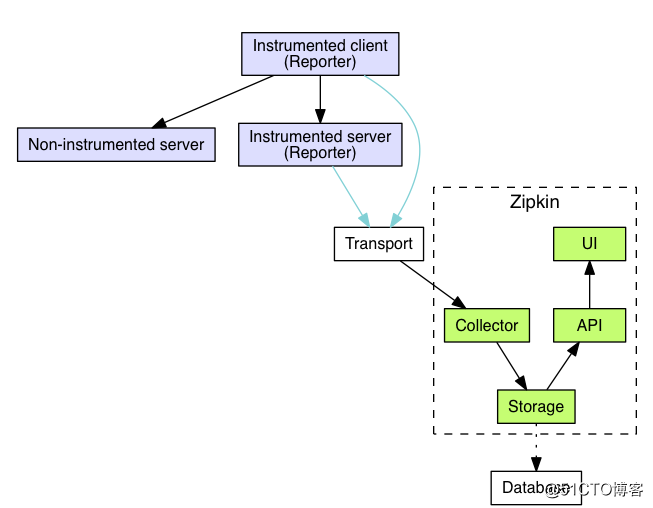 Instrumented client
(Reporter)
Non-instrumented server
Instrumented server
(Reporter)
Zipkin
Transport
UI
Collector
API
Storage
Database
@51CTO博客